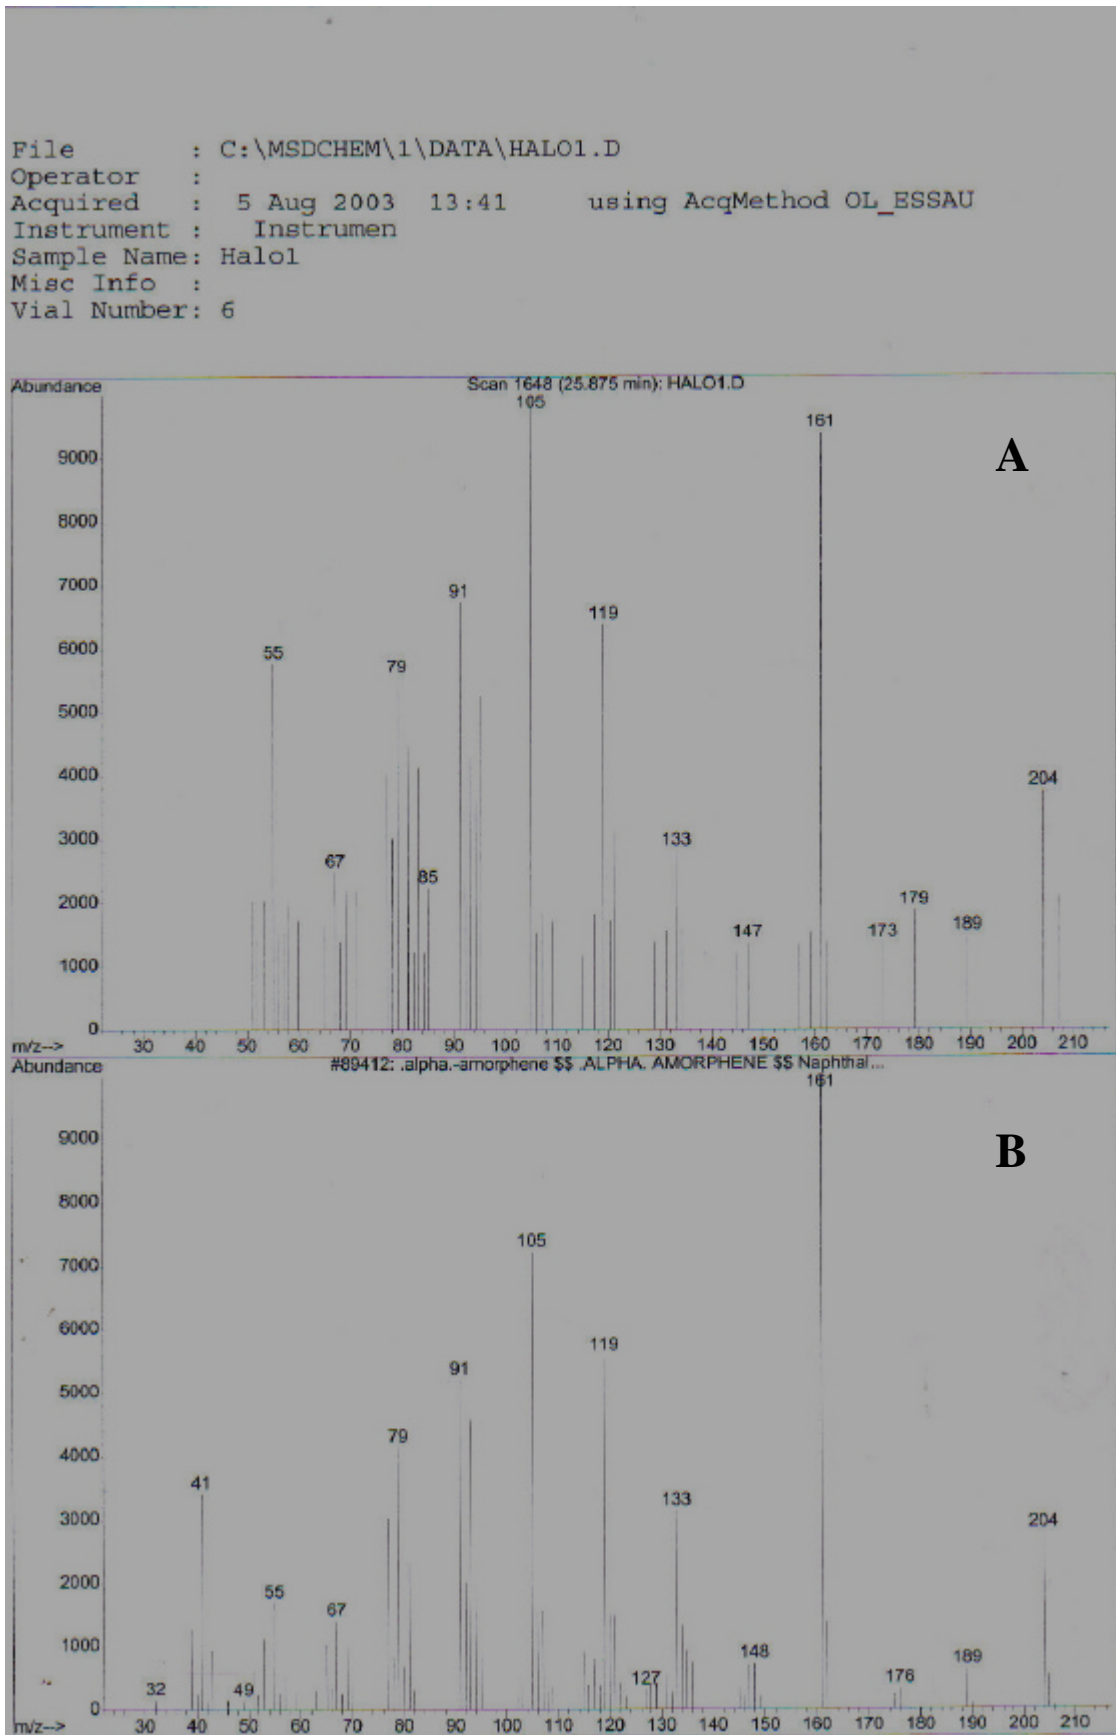 File : C:\MSDCHEM\1\DATA\HALO1.D
Operator :
Acquired : 5 Aug 2003 13:41 using AcqMethod OL_ESSAU
Instrument : Instrumen
Sample Name: Halo1
Misc Info :
Vial Number: 6
Abundance
Scan 1648 (25.875 min): HALO1.D
105
161
A
9000
8000
7000
91
119
6000
55
79
5000
4000
204
3000
133
67
85
2000
179
147
173
189
1000
0
m/z-->
30 40 50 60 70 80 90 100 110 120 130 140 150 160 170 180 190 200 210
Abundance
#89412: .alpha.-amorphene $$ .ALPHA. AMORPHENE $$ Naphthal...
161
9000
B
8000
7000
105
6000
119
91
5000
79
4000
41
133
3000
204
2000
55
67
1000
148
189
127
176
32
49
0
m/z-->
30 40 50 60 70 80 90 100 110 120 130 140 150 160 170 180 190 200 210